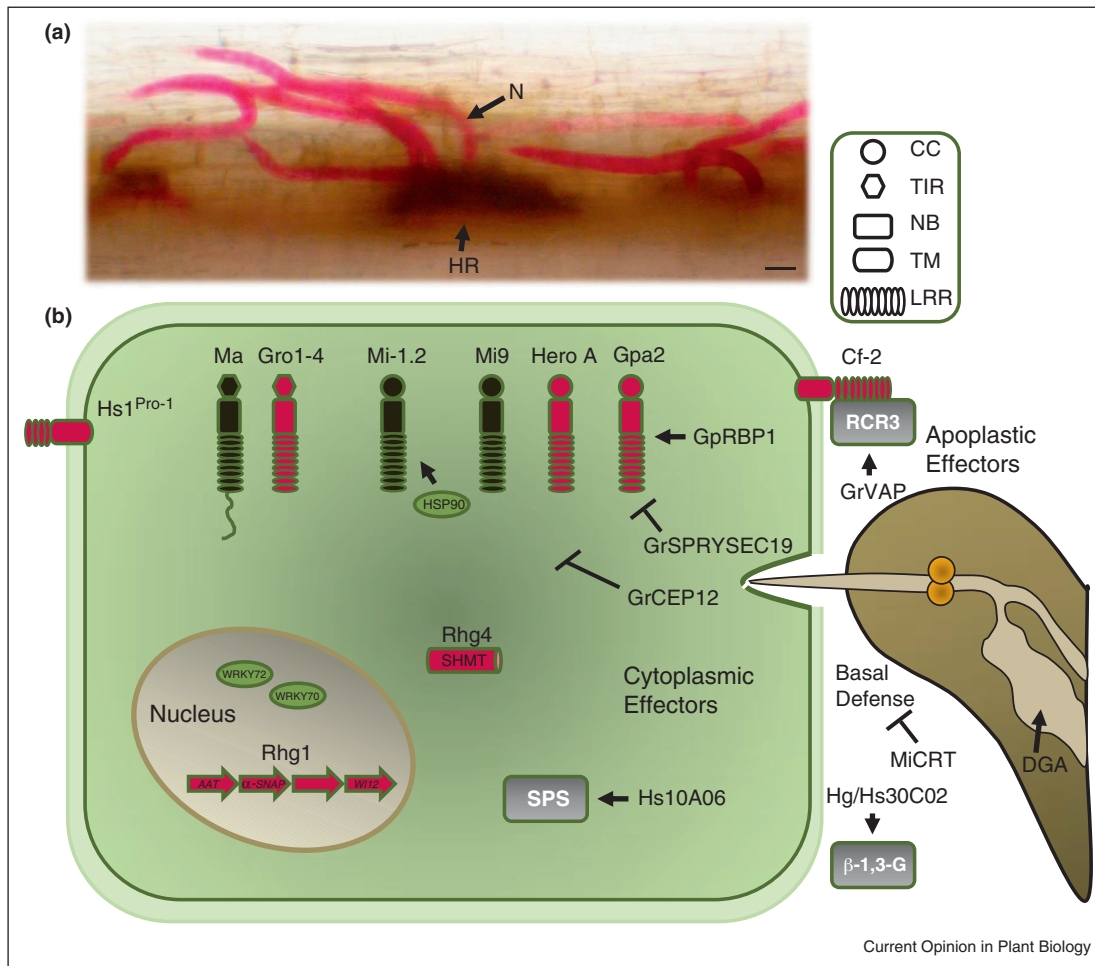 (a)
N
HR
CC
TIR
NB
TM
LRR
(b)
Ma Gro1-4 Mi-1.2 Mi9 Hero A Gpa2
Cf-2
Hs1Pro-1
RCR3
GpRBP1
Apoplastic
Effectors
HSP90
GrVAP
GrSPRYSEC19
GrCEP12
Rhg4
SHMT
WRKY72
WRKY70
Cytoplasmic
Effectors
Basal
Defense
Nucleus
Rhg1
MiCRT
DGA
AAT α-SNAP WI12
SPS
Hs10A06
Hg/Hs30C02
β-1,3-G
Current Opinion in Plant Biology